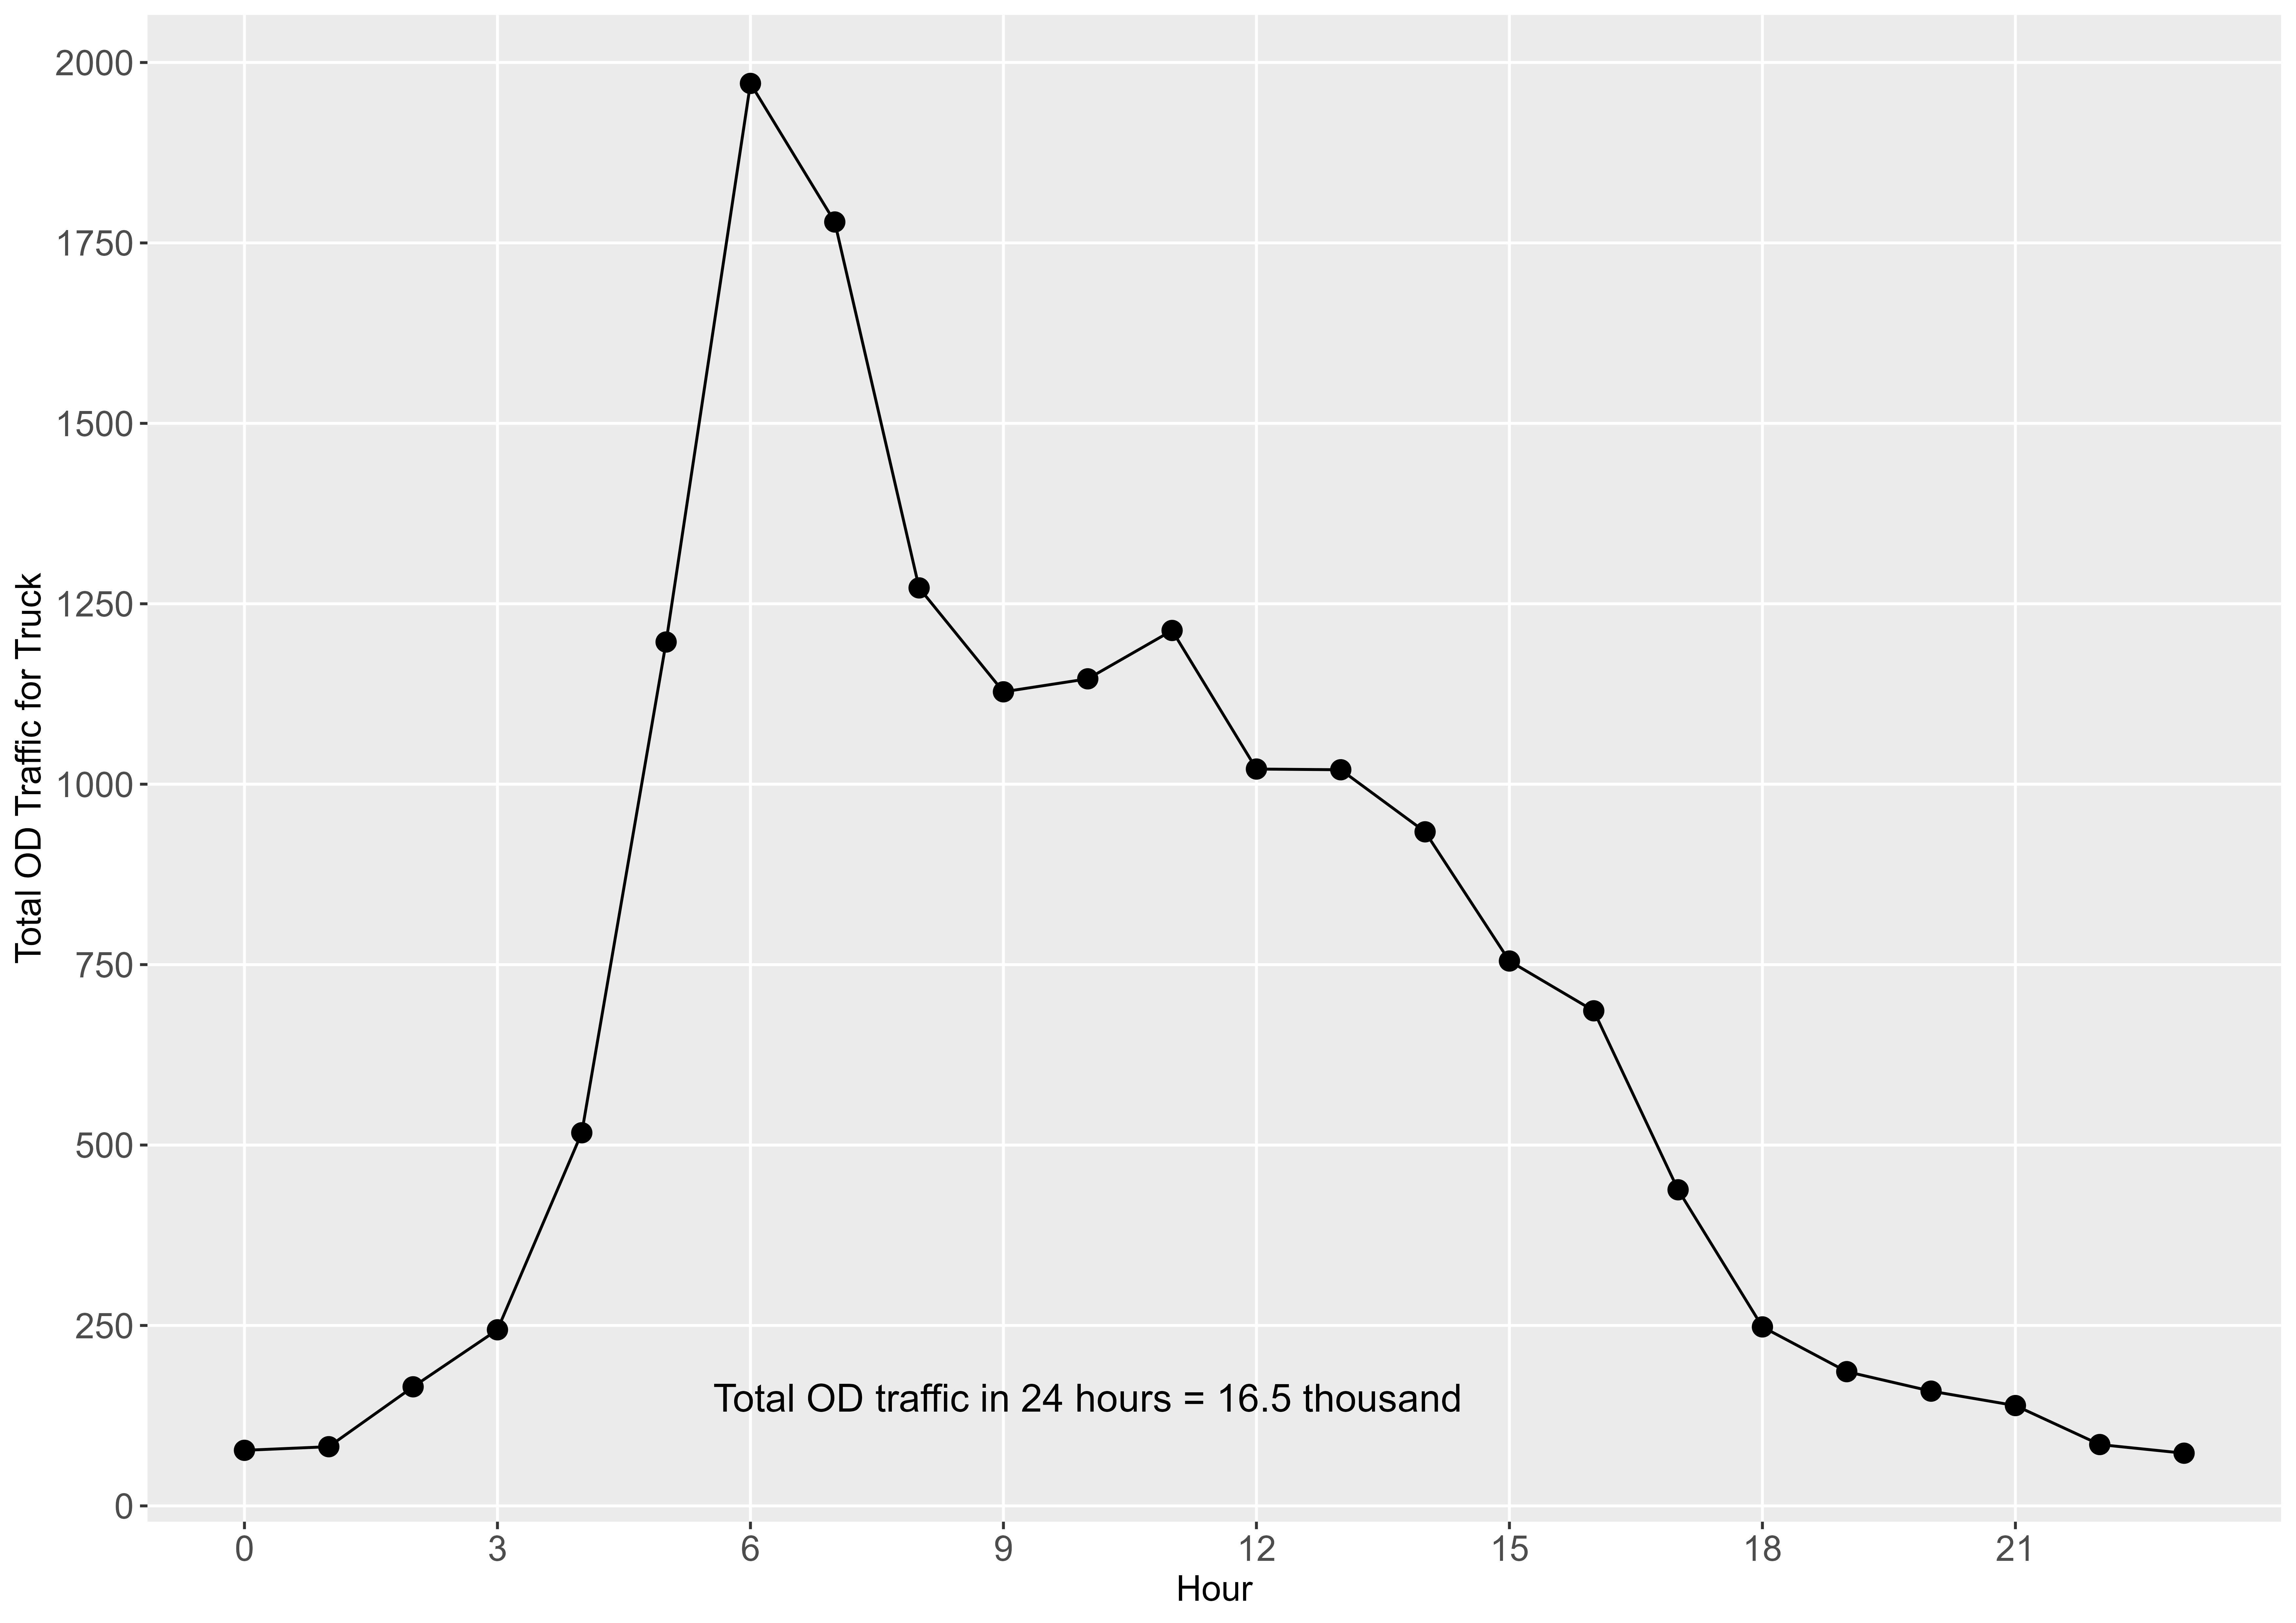 Total OD Traffic for Truck
2000
1750
1500
1250
1000
750
500
250
0
Total OD traffic in 24 hours = 16.5 thousand
0 3 6 9 12 15 18 21
Hour